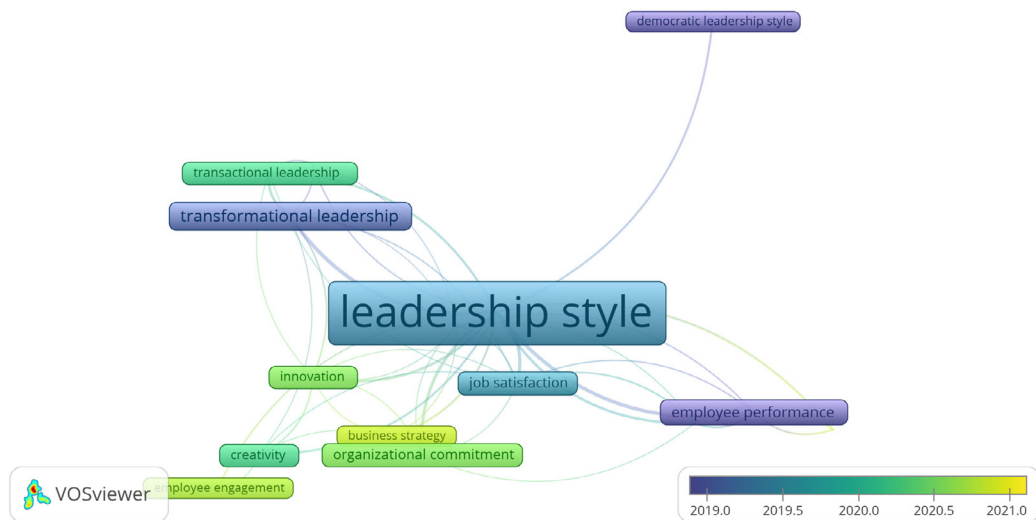 democratic leadership style
transactional leadership
transformational leadership
leadership style
innovation
job satisfaction
employee performance
business strategy
creativity
organizational commitment
employee engagement
VOSviewer
2019.0 2019.5 2020.0 2020.5 2021.0